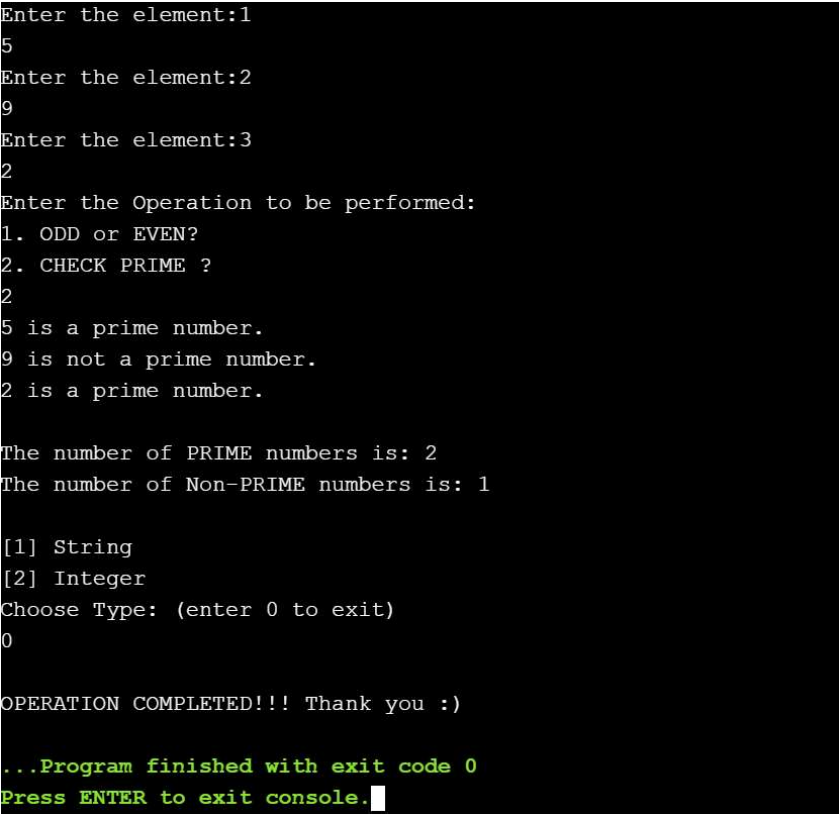 Enter the element:1
5
Enter the element:2
9
Enter the element:3
2
Enter the Operation to be performed:
1. ODD or EVEN?
2. CHECK PRIME ?
2
5 is a prime number.
9 is not a prime number.
2 is a prime number.
The number of PRIME numbers is: 2
The number of Non-PRIME numbers is: 1
[1] String
[2] Integer
Choose Type: (enter 0 to exit)
0
OPERATION COMPLETED!!! Thank you :)
...Program finished with exit code 0
Press ENTER to exit console.